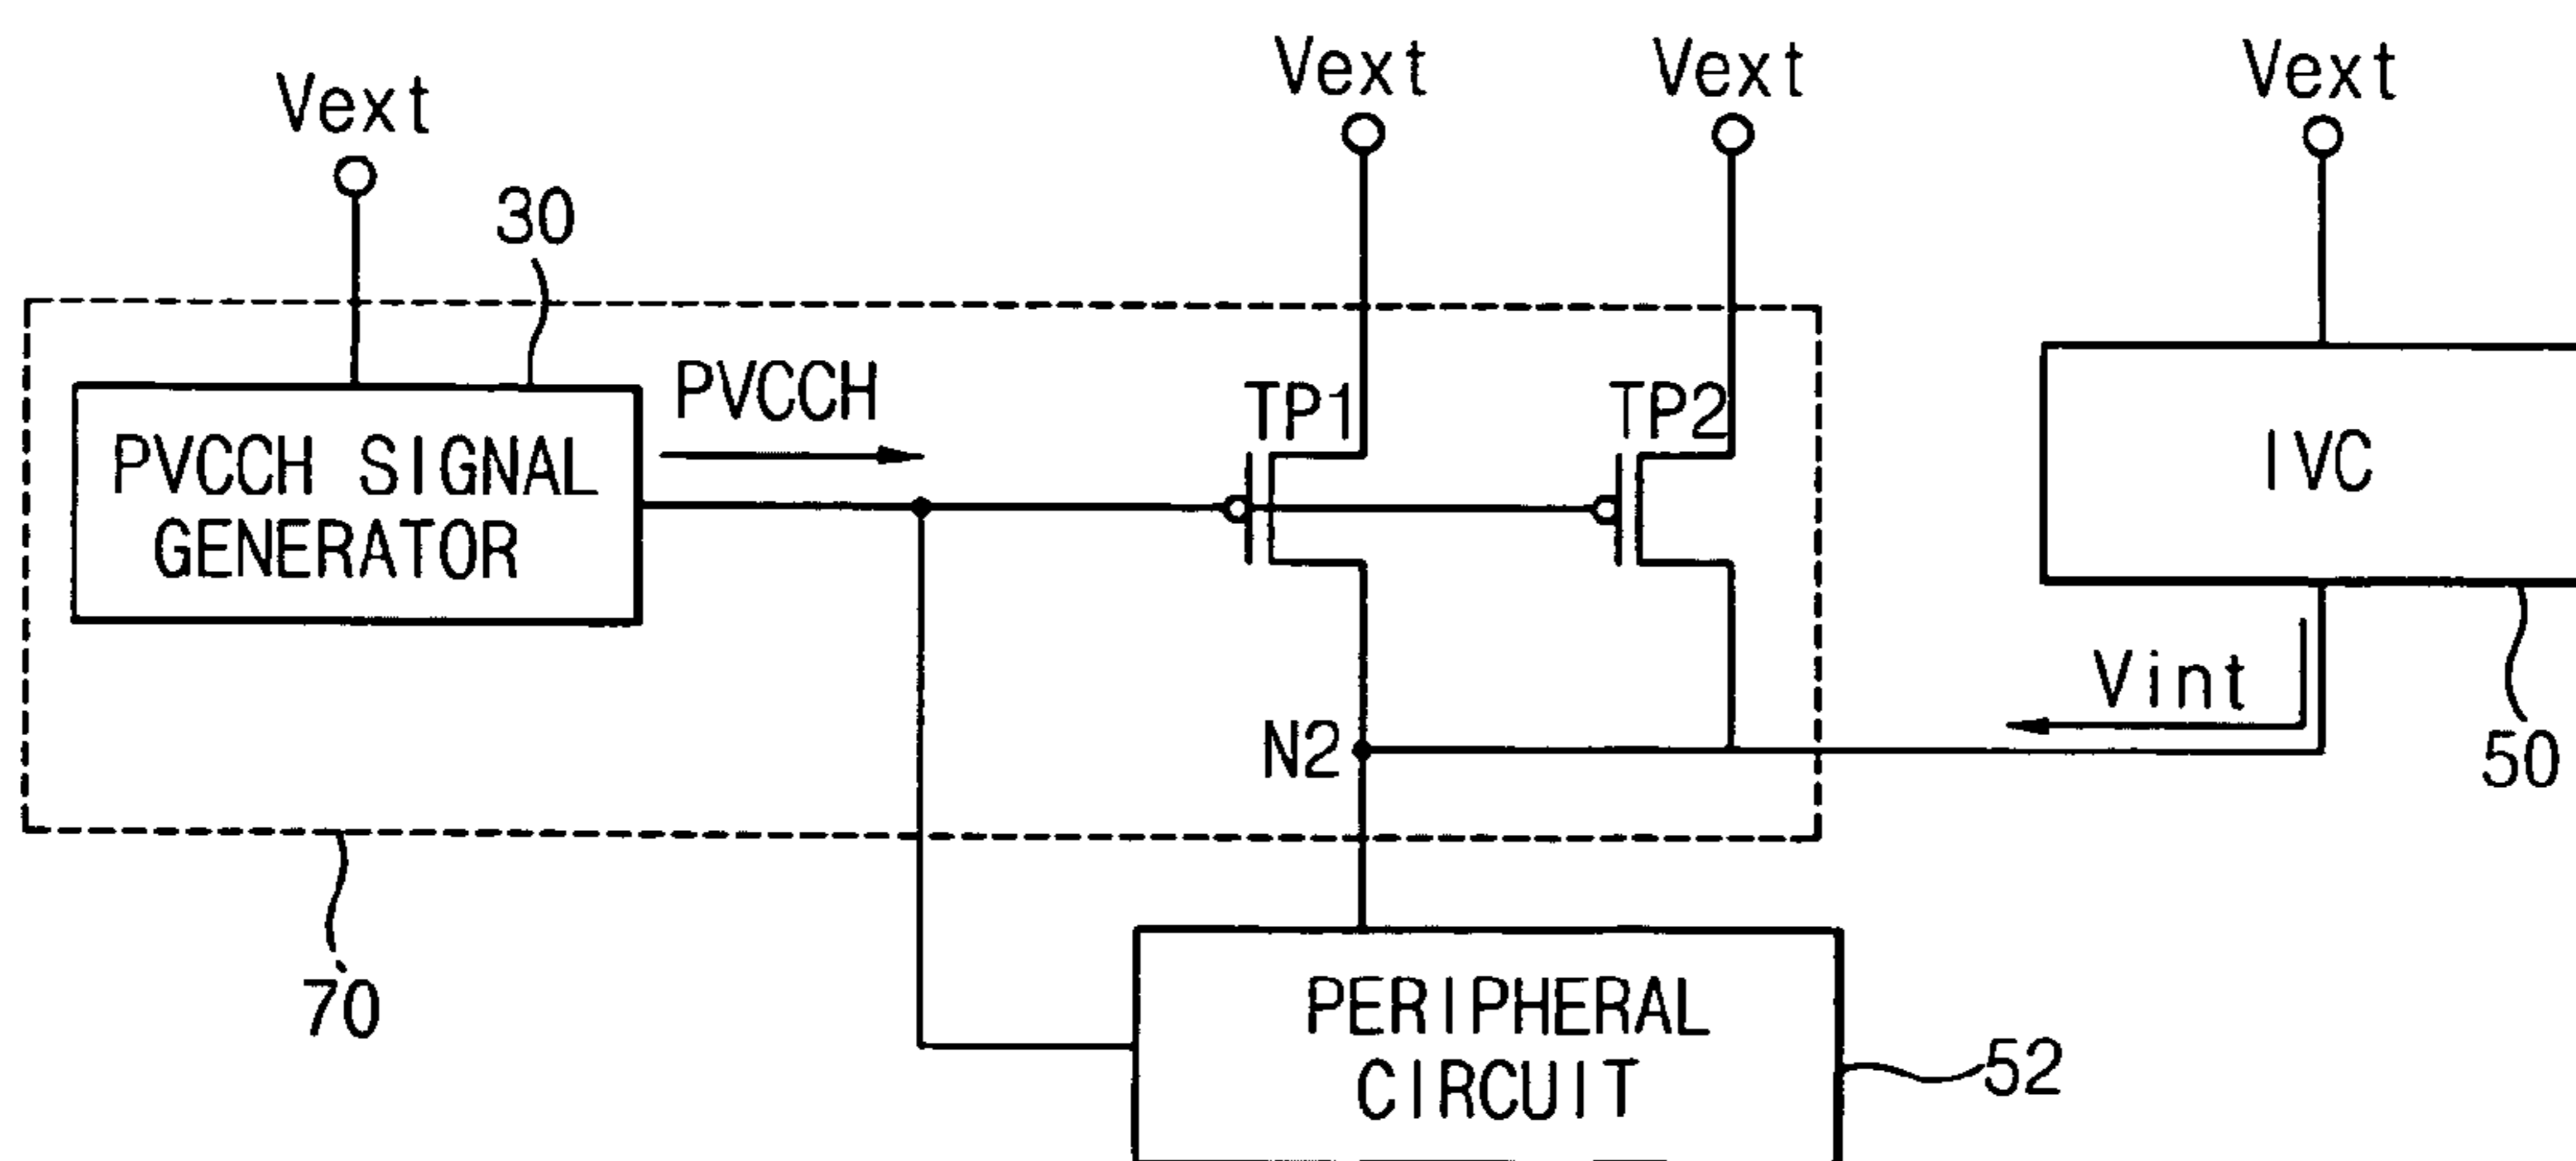 Vext
Vext
Vext
Vext
30
PVCCH
TP1
TP2
PVCCH SIGNAL
GENERATOR
IVC
Vint
N2
50
70
PERIPHERAL
CIRCUIT
52